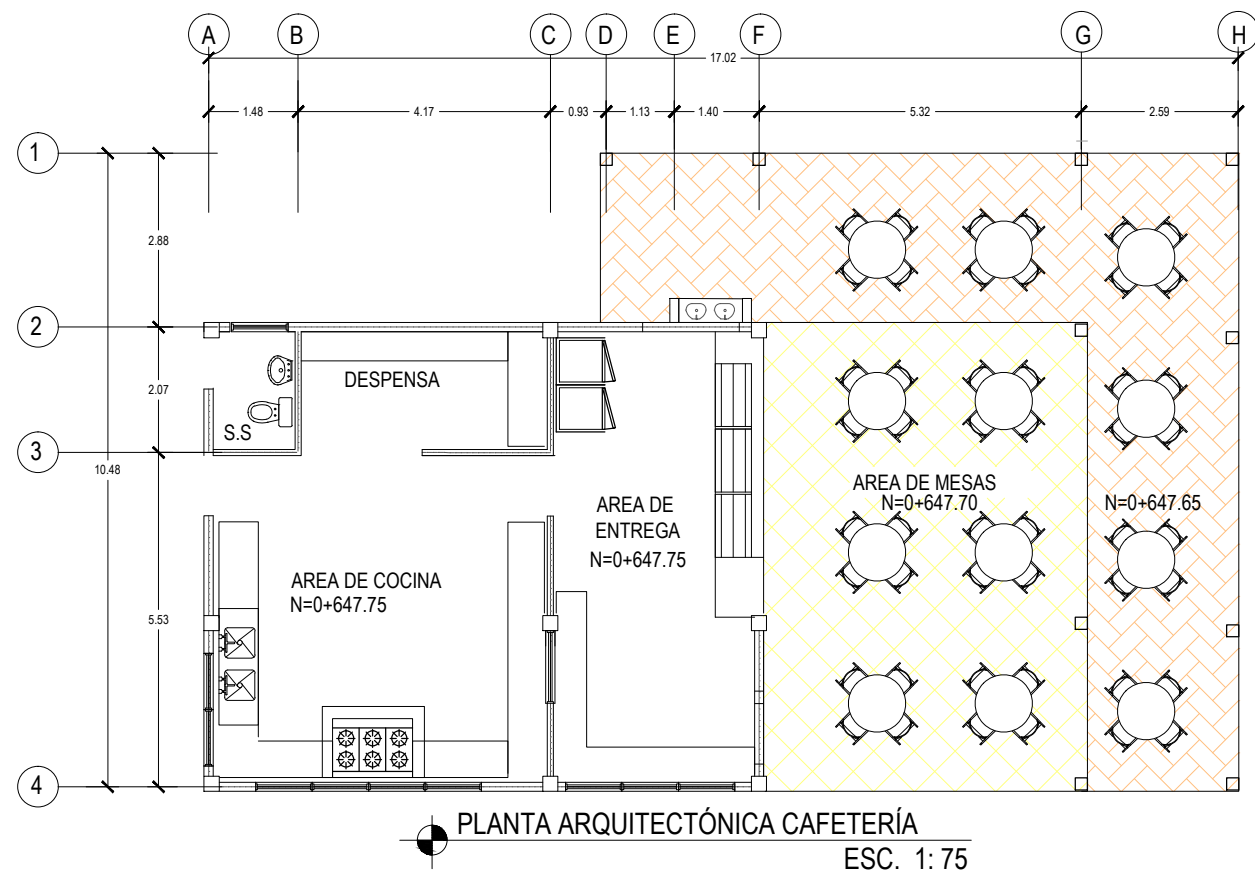 A B C D E F G H
17.02
1.48 4.17 0.93 1.13 1.40 5.32 2.59
1
2.88
2
2.07
DESPENSA
S.S
3
10.48
AREA DE MESAS
N=0+647.70
N=0+647.65
AREA DE
ENTREGA
N=0+647.75
AREA DE COCINA
N=0+647.75
5.53
4
PLANTA ARQUITECTÓNICA CAFETERÍA
ESC. 1: 75